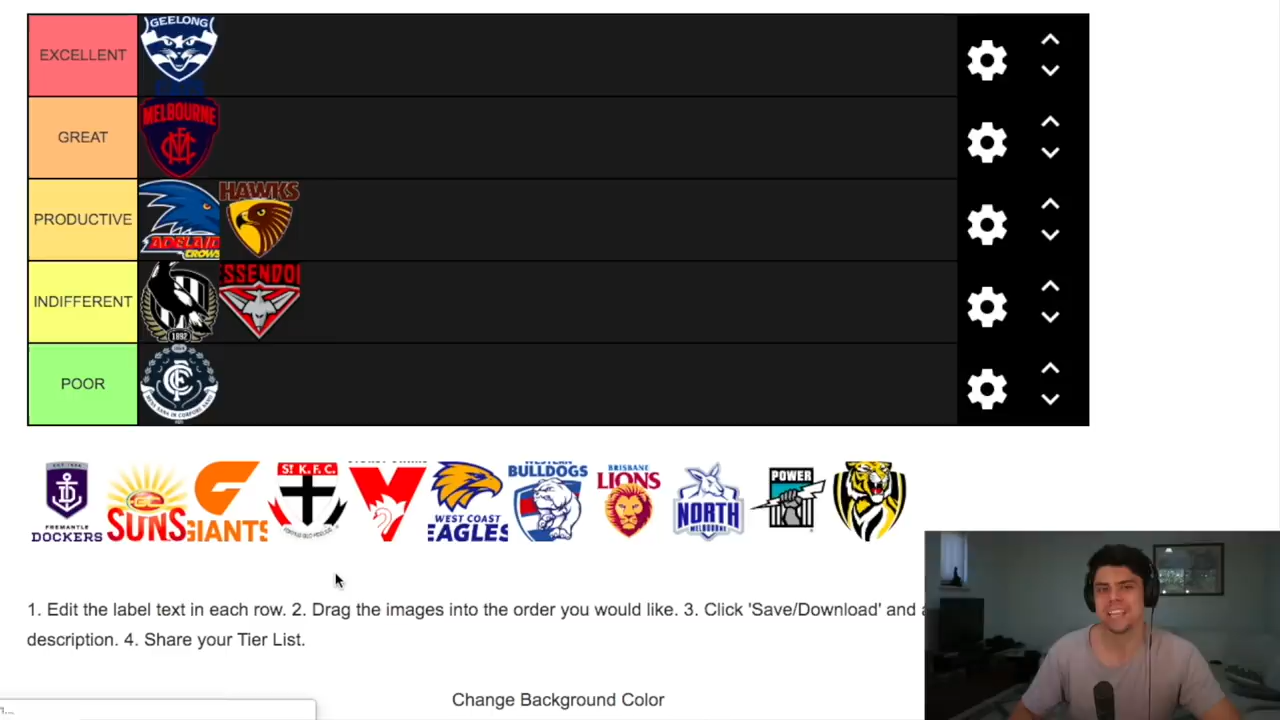 EXCELLENT
GEELONG
GREAT
MELBOURNE
PRODUCTIVE
ADELAIDE
CROWS
HAWKS
INDIFFERENT
1892
ESSENDON
POOR
FREMANTLE
DOCKERS
SUNS
GIANTS
ST K.F.C.
WEST COAST
EAGLES
WESTERN
BULLDOGS
BRISBANE
LIONS
NORTH
MELBOURNE
POWER
1. Edit the label text in each row. 2. Drag the images into the order you would like. 3. Click 'Save/Download' and
description. 4. Share your Tier List.
Change Background Color